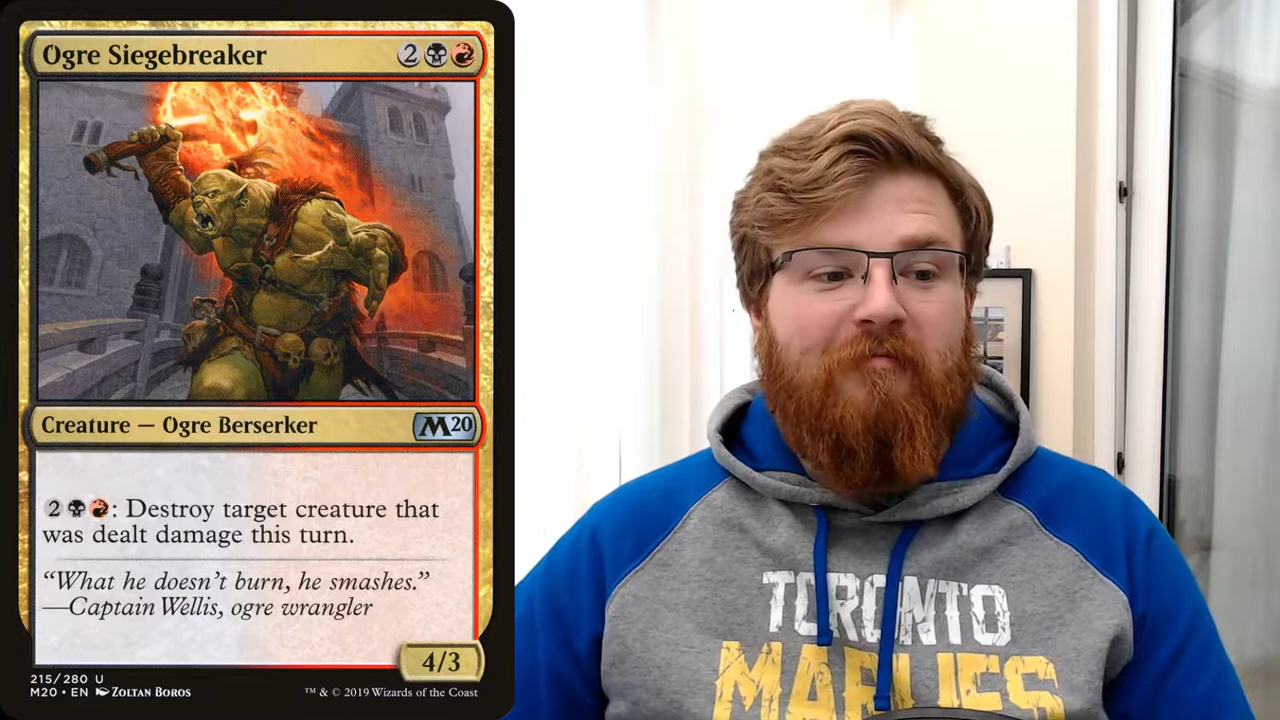 Ogre Siegebreaker 2
Creature — Ogre Berserker M20
2 : Destroy target creature that
was dealt damage this turn.
“What he doesn’t burn, he smashes.”
—Captain Wellis, ogre wrangler
4/3
215/280 U
M20 • EN Zoltan Boros
™ & © 2019 Wizards of the Coast
TORONTO
MARLIES